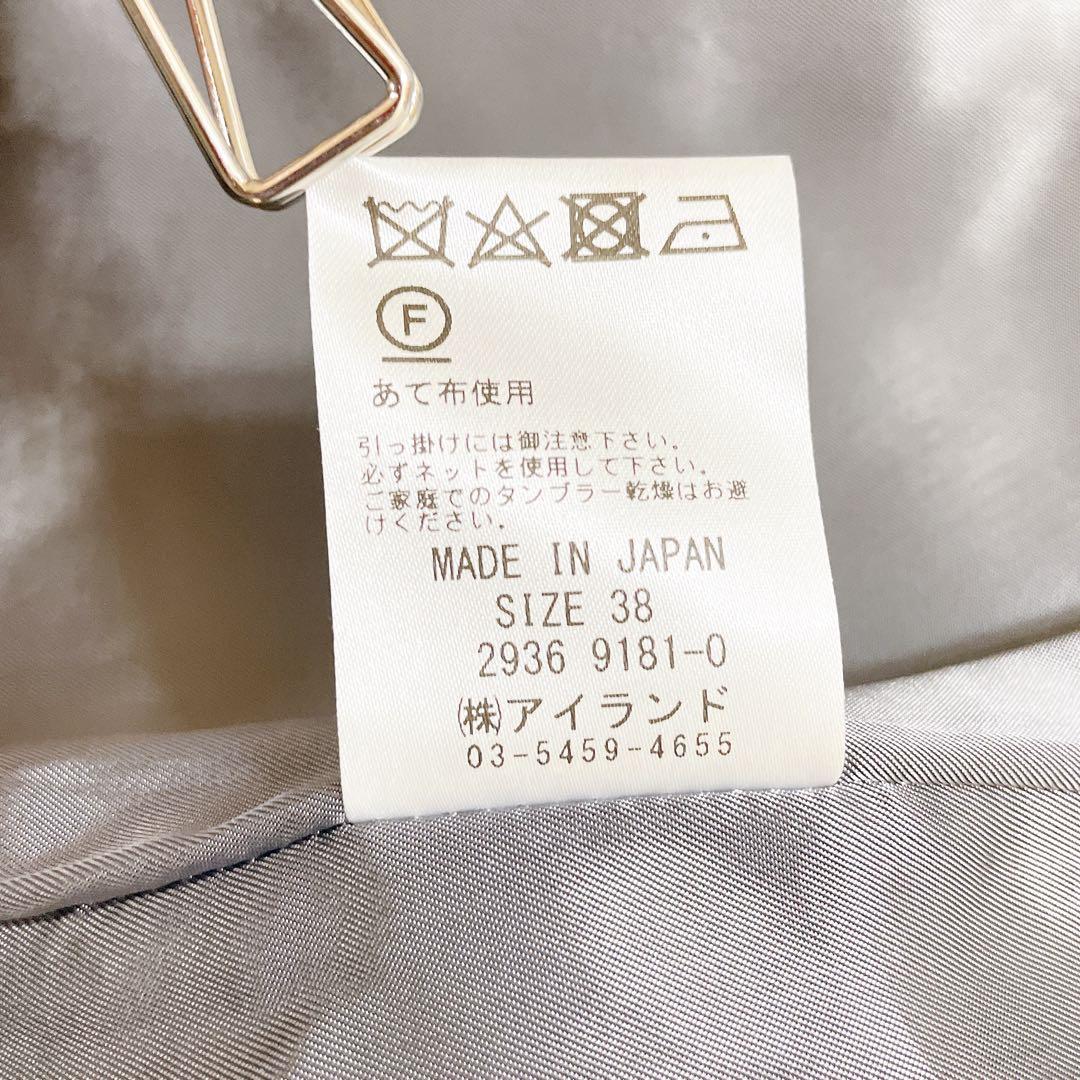 F
あて布使用
引っ掛けには御注意下さい。
必ずネットを使用して下さい。
ご家庭でのタンブラー乾燥はお避
けください。
MADE IN JAPAN
SIZE 38
2936 9181-0
㈱アイランド
03-5459-4655